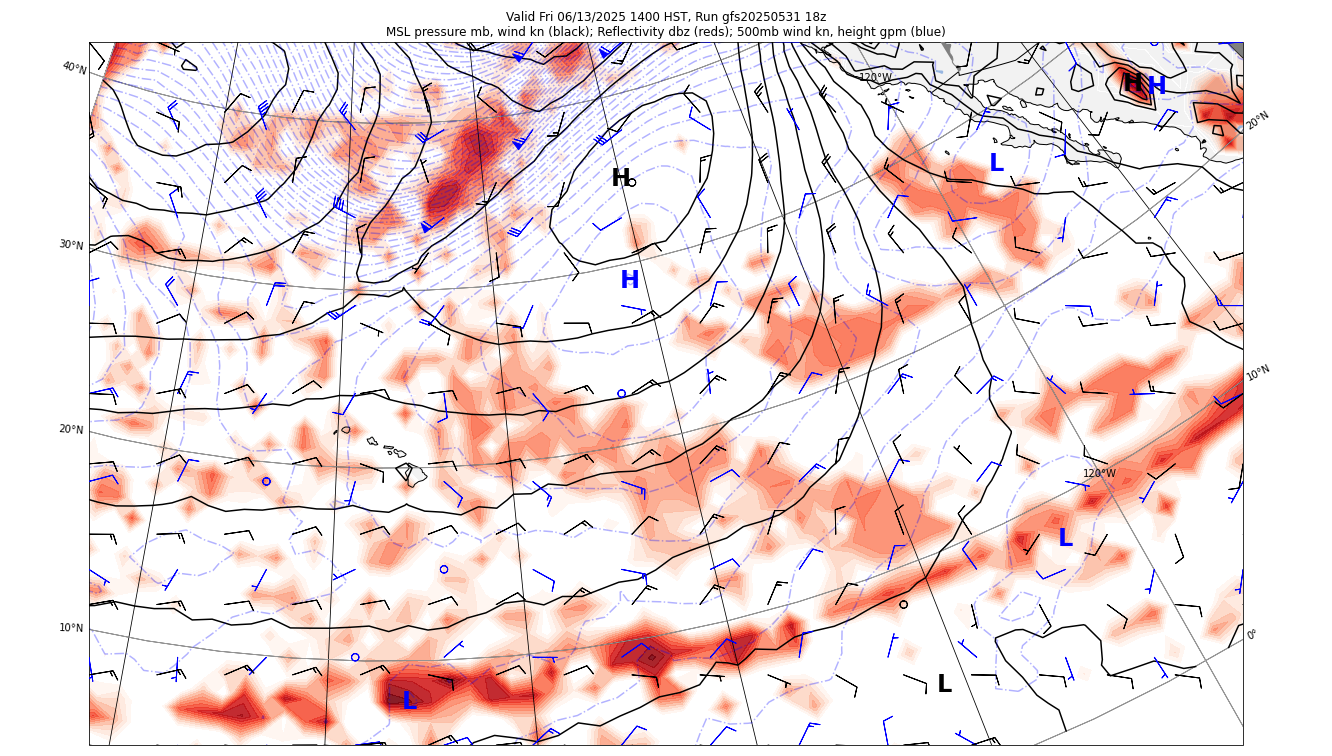 Valid Fri 06/13/2025 1400 HST, Run gfs20250531 18z
MSL pressure mb, wind kn (black); Reflectivity dbz (reds); 500mb wind kn, height gpm (blue)
40°N
120°W
H H
20°N
L
H
30°N
H
10°N
20°N
120°W
L
10°N
0°
L
L